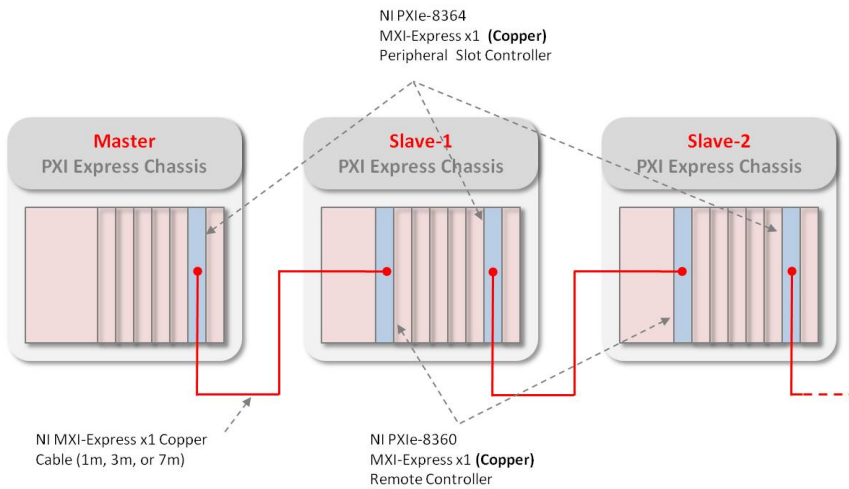 NI PXIe-8364
MXI-Express x1 (Copper)
Peripheral Slot Controller
Master
PXI Express Chassis
Slave-1
PXI Express Chassis
Slave-2
PXI Express Chassis
NI MXI-Express x1 Copper
Cable (1m, 3m, or 7m)
NI PXIe-8360
MXI-Express x1 (Copper)
Remote Controller